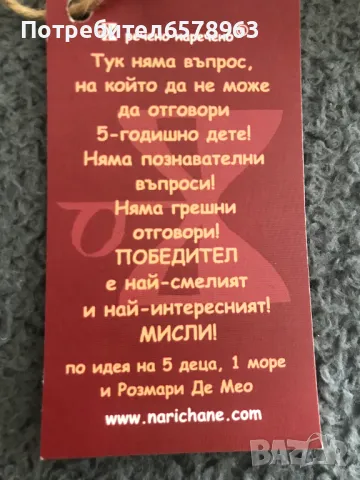 Потребител6578963
речено наречено®
Тук няма въпрос,
на който да не може
да отговори
5-годишно дете!
Няма познавателни
въпроси!
Няма грешни
отговори!
ПОБЕДИТЕЛ
е най-смелият
и най-интересният!
МИСЛИ!
по идея на 5 деца, 1 море
и Розмари Де Мео
www.narichane.com
BAZAR